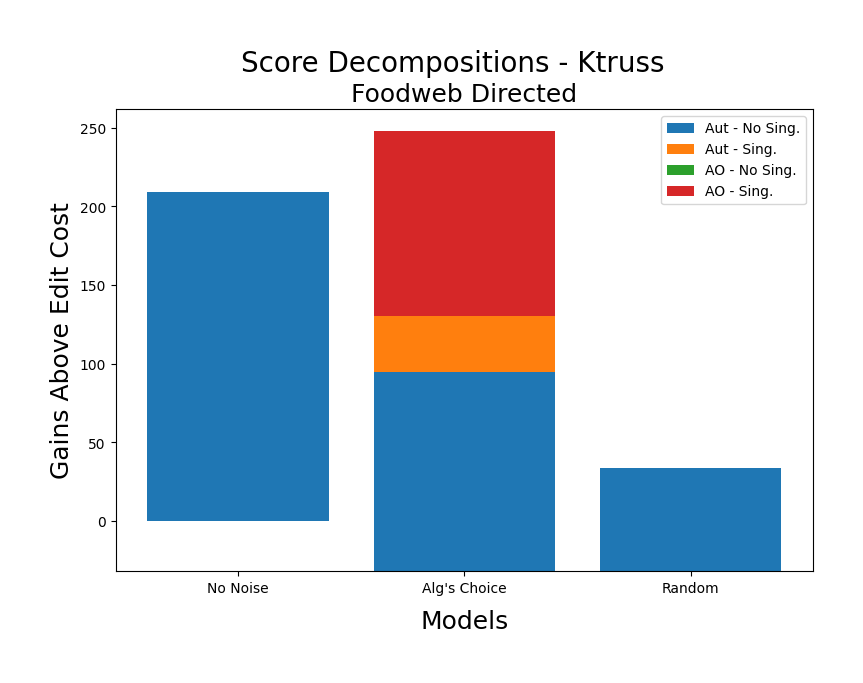 Score Decompositions - Ktruss
Foodweb Directed
Gains Above Edit Cost
250
200
150
100
50
0
Aut - No Sing.
Aut - Sing.
AO - No Sing.
AO - Sing.
No Noise
Alg's Choice
Random
Models